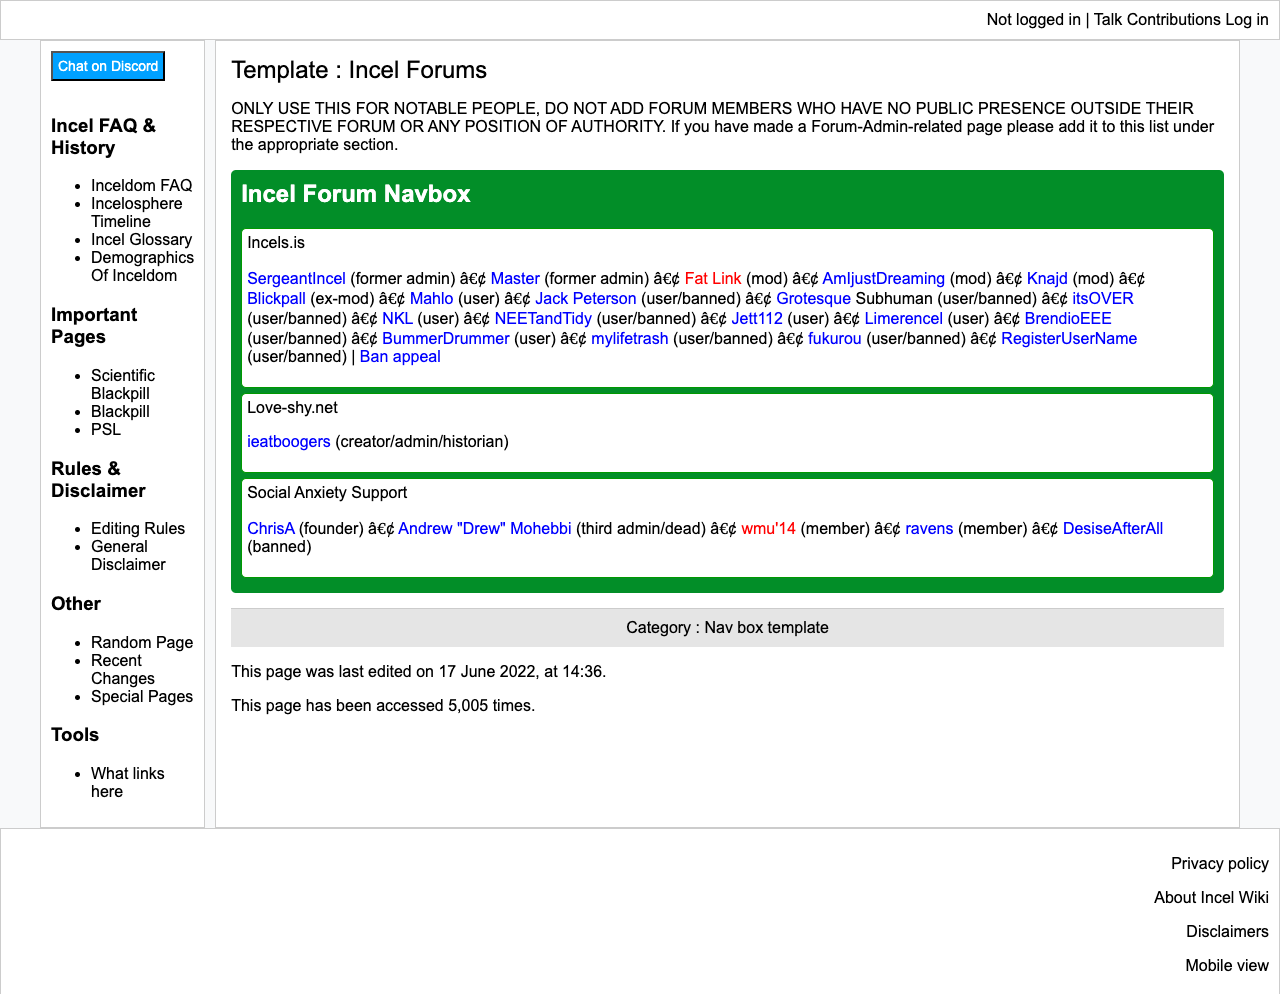 Not logged in | Talk Contributions Log in
Chat on Discord
Incel FAQ &
History
Inceldom FAQ
Incelosphere
Timeline
Incel Glossary
Demographics
Of Inceldom
Important
Pages
Scientific
Blackpill
Blackpill
PSL
Rules &
Disclaimer
Editing Rules
General
Disclaimer
Other
Random Page
Recent
Changes
Special Pages
Tools
What links
here
Template : Incel Forums
ONLY USE THIS FOR NOTABLE PEOPLE, DO NOT ADD FORUM MEMBERS WHO HAVE NO PUBLIC PRESENCE OUTSIDE THEIR
RESPECTIVE FORUM OR ANY POSITION OF AUTHORITY. If you have made a Forum-Admin-related page please add it to this list under
the appropriate section.
Incel Forum Navbox
Incels.is
SergeantIncel (former admin) â€¢ Master (former admin) â€¢ Fat Link (mod) â€¢ AmIjustDreaming (mod) â€¢ Knajd (mod) â€¢
Blickpall (ex-mod) â€¢ Mahlo (user) â€¢ Jack Peterson (user/banned) â€¢ Grotesque Subhuman (user/banned) â€¢ itsOVER
(user/banned) â€¢ NKL (user) â€¢ NEETandTidy (user/banned) â€¢ Jett112 (user) â€¢ Limerencel (user) â€¢ BrendioEEE
(user/banned) â€¢ BummerDrummer (user) â€¢ mylifetrash (user/banned) â€¢ fukurou (user/banned) â€¢ RegisterUserName
(user/banned) | Ban appeal
Love-shy.net
ieatboogers (creator/admin/historian)
Social Anxiety Support
ChrisA (founder) â€¢ Andrew "Drew" Mohebbi (third admin/dead) â€¢ wmu'14 (member) â€¢ ravens (member) â€¢ DesiseAfterAll
(banned)
Category : Nav box template
This page was last edited on 17 June 2022, at 14:36.
This page has been accessed 5,005 times.
Privacy policy
About Incel Wiki
Disclaimers
Mobile view